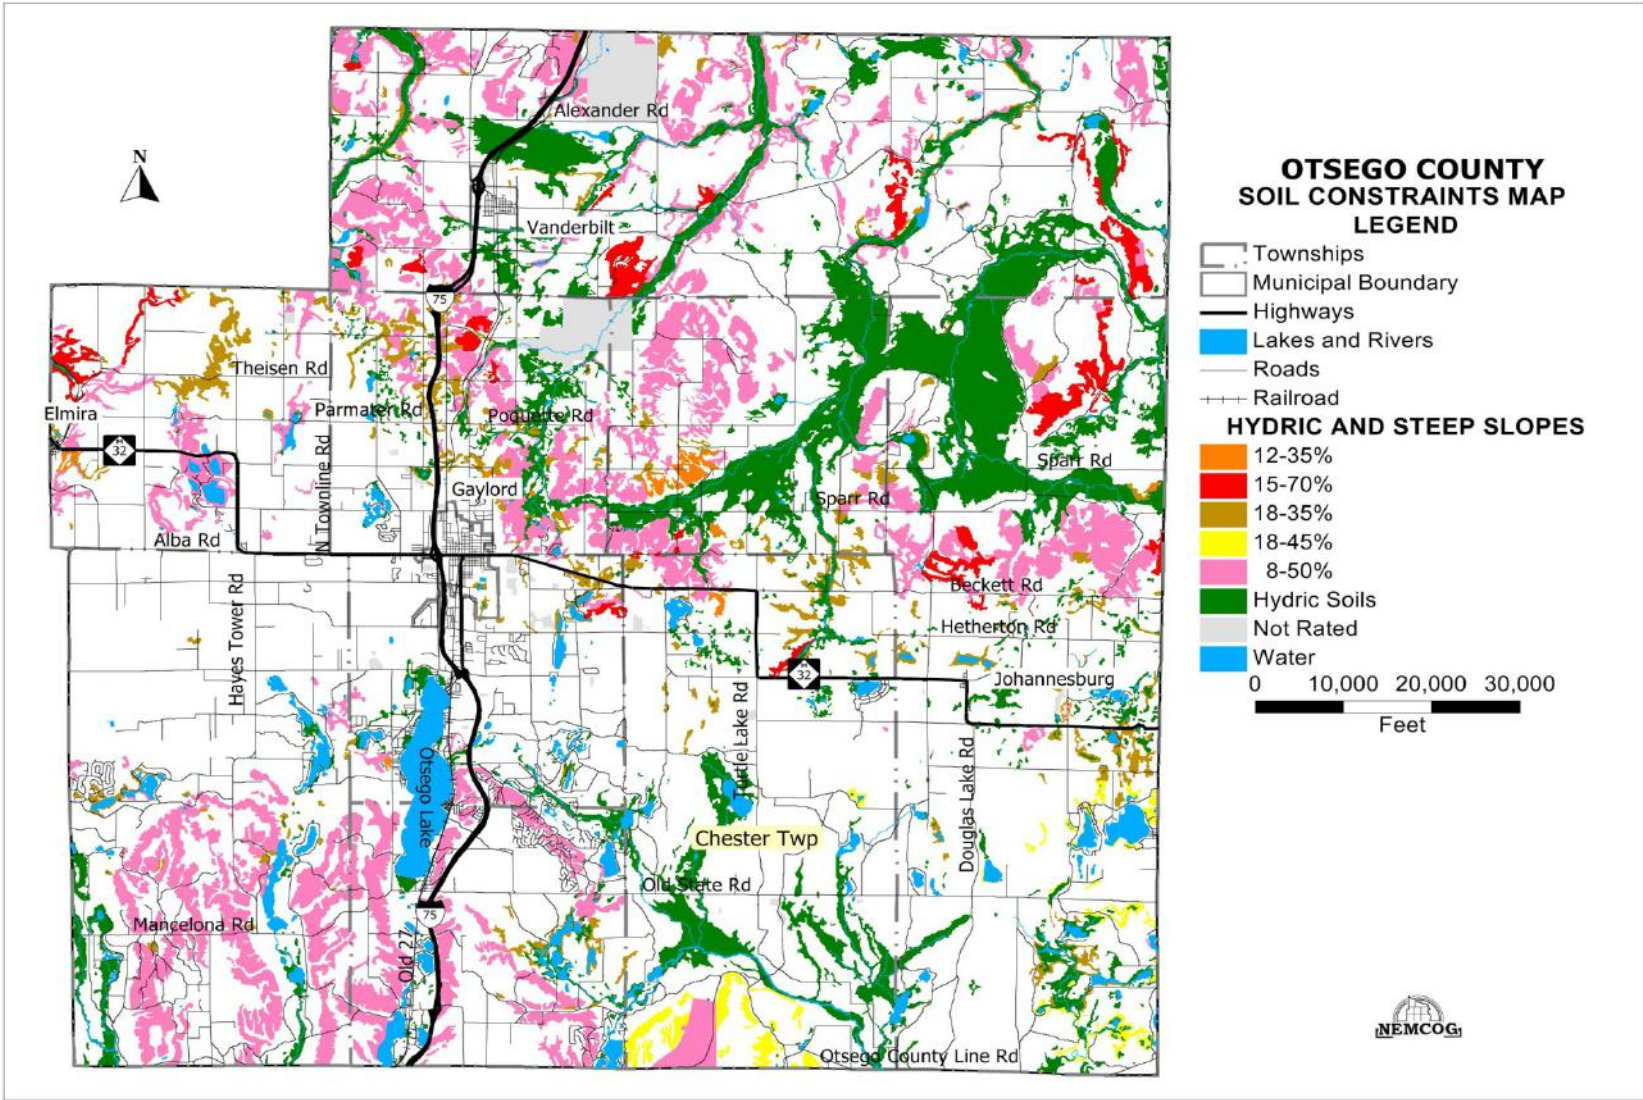 Alexander Rd
N
Vanderbilt
75
Theisen Rd
Elmira
Parmater Rd
Poquette Rd
M
32
N Townline Rd
Gaylord
Sparr Rd
Sparr Rd
Alba Rd
Beckett Rd
Hayes Tower Rd
Hetherton Rd
M
32
Johannesburg
Turtle Lake Rd
Otsego Lake
Douglas Lake Rd
Chester Twp
Old State Rd
Mancelona Rd
75
Old 27
Otsego County Line Rd
OTSEGO COUNTY
SOIL CONSTRAINTS MAP
LEGEND
Townships
Municipal Boundary
Highways
Lakes and Rivers
Roads
Railroad
HYDRIC AND STEEP SLOPES
12-35%
15-70%
18-35%
18-45%
8-50%
Hydric Soils
Not Rated
Water
0 10,000 20,000 30,000
Feet
NEMCOG